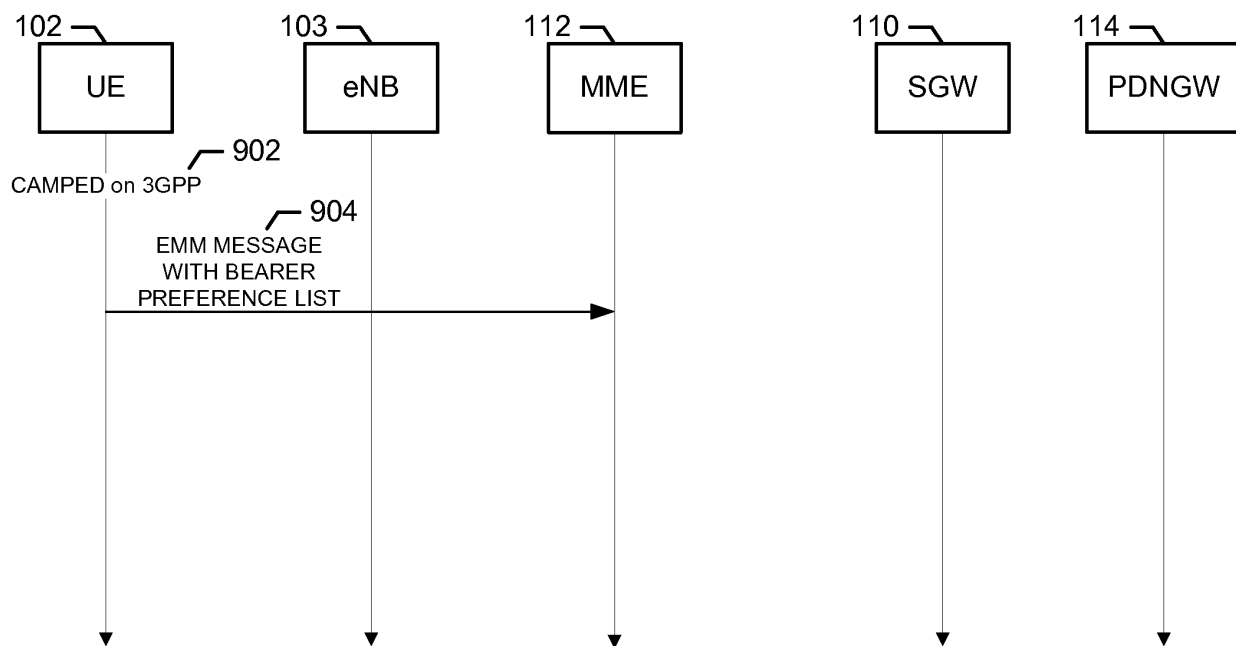 102
103
112
110
114
UE
eNB
MME
SGW
PDNGW
902
CAMPED on 3GPP
904
EMM MESSAGE
WITH BEARER
PREFERENCE LIST